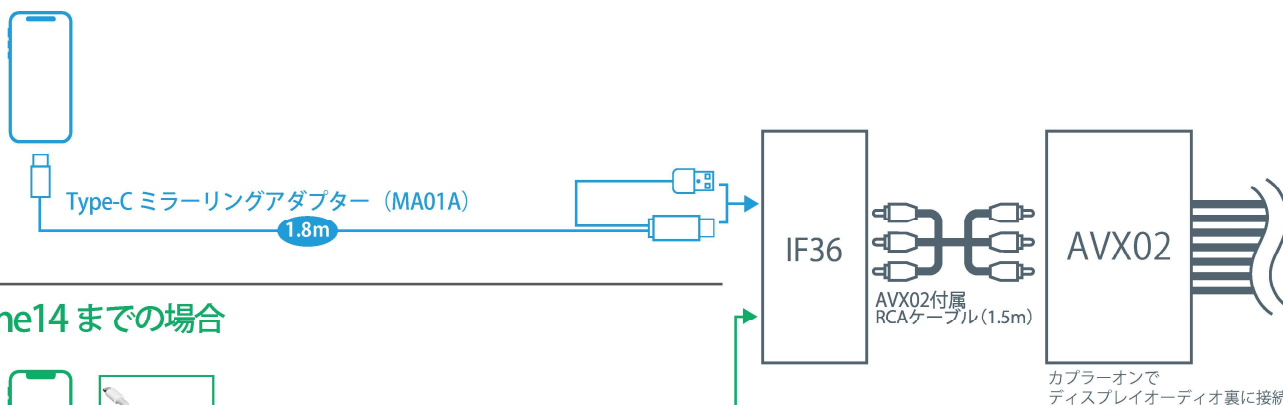 Type-C ミラーリングアダプター（MA01A）
1.8m
IF36
AVX02
AVX02付属
RCAケーブル（1.5m）
ne14 までの場合
カプラーオンで
ディスプレイオーディオ裏に接続